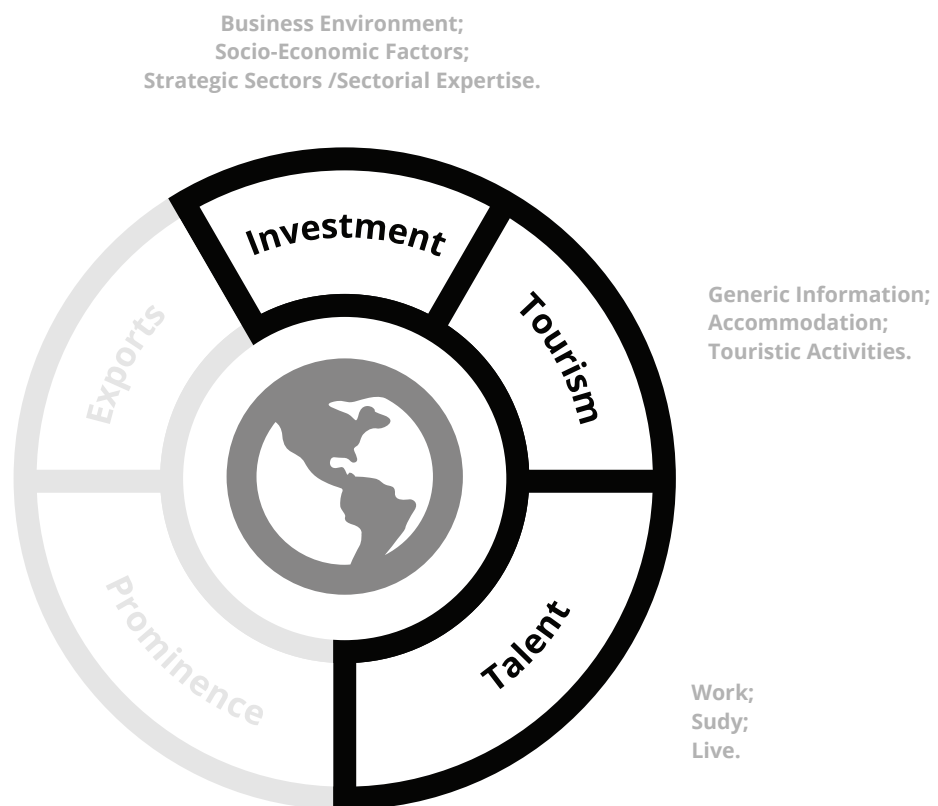 Business Environment;
Socio-Economic Factors;
Strategic Sectors /Sectorial Expertise.
Investment
Tourism
Exports
Generic Information;
Accommodation;
Touristic Activities.
Prominence
Talent
Work;
Sudy;
Live.